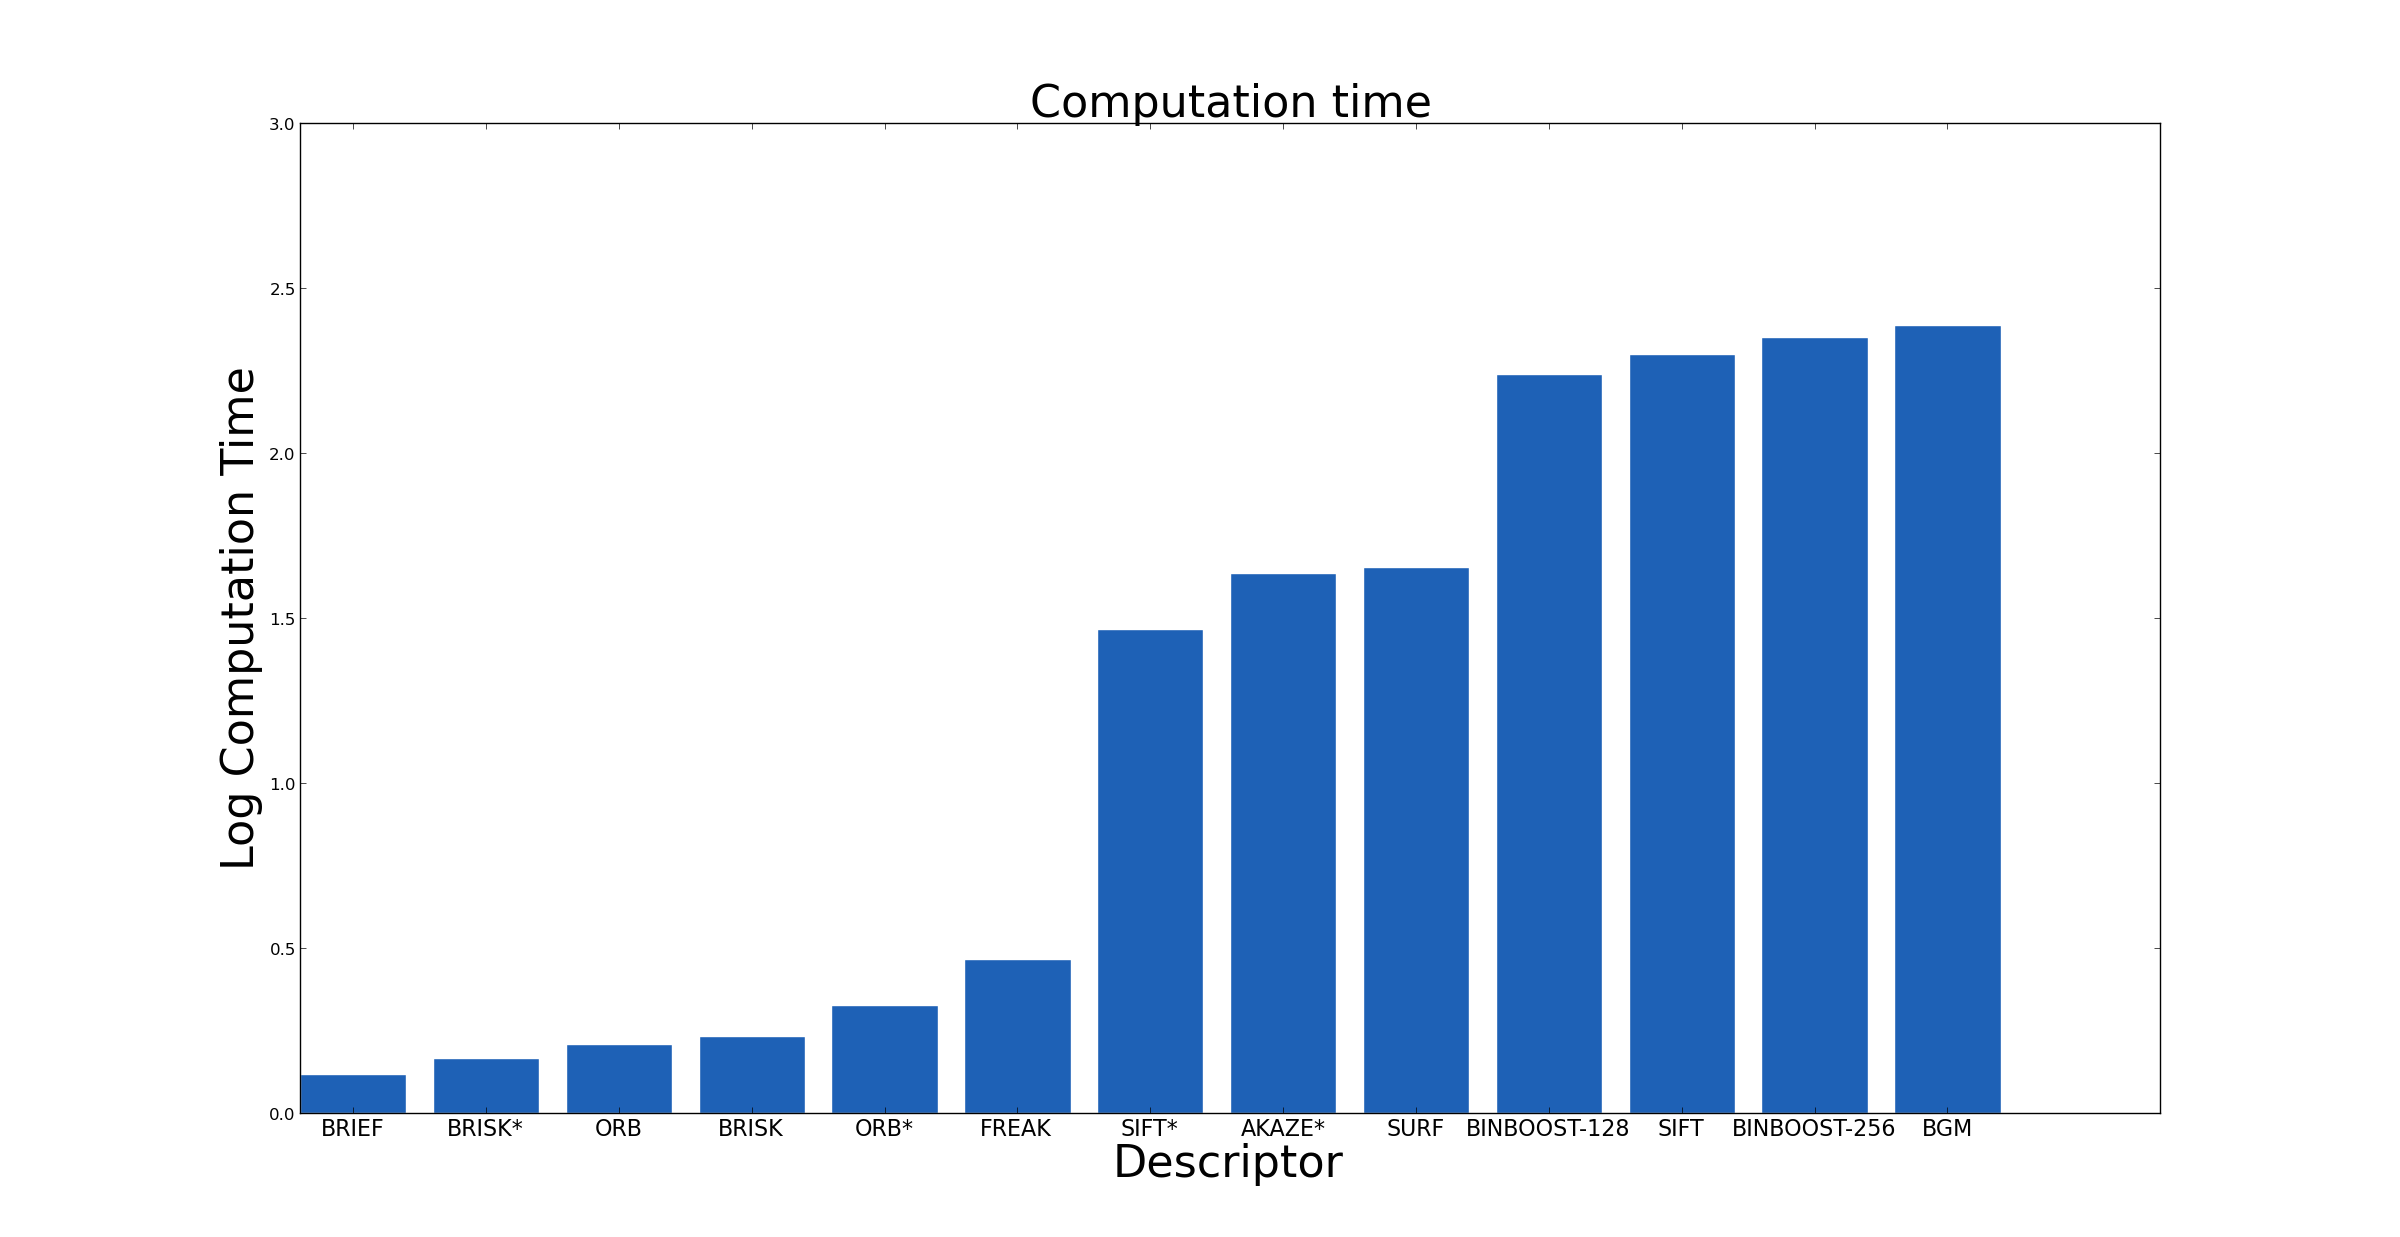 Computation time
3.0
2.5
2.0
1.5
1.0
0.5
0.0
Log Computation Time
BRIEF BRISK* ORB BRISK ORB* FREAK SIFT* AKAZE* SURF BINBOOST-128 SIFT BINBOOST-256 BGM
Descriptor